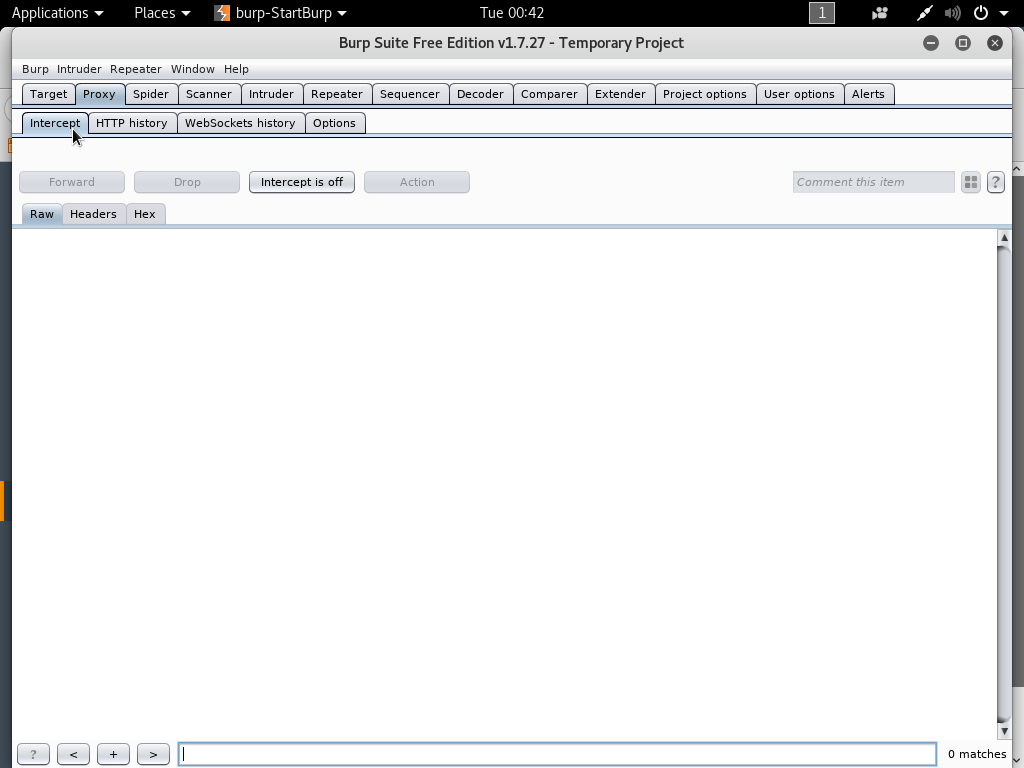 Applications Places burp-StartBurp Tue 00:42 1
Burp Suite Free Edition v1.7.27 - Temporary Project
Burp Intruder Repeater Window Help
Target Proxy Spider Scanner Intruder Repeater Sequencer Decoder Comparer Extender Project options User options Alerts
Intercept HTTP history WebSockets history Options
Forward Drop Intercept is off Action Comment this item ?
Raw Headers Hex
? < + > 0 matches